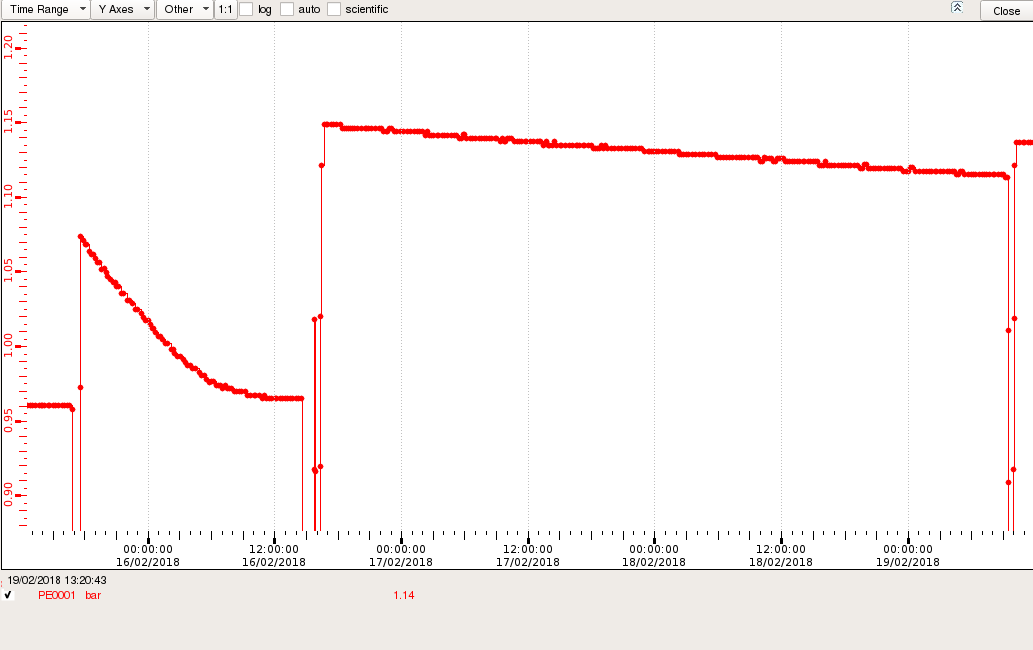 Time Range Y Axes Other 1:1 log auto scientific Close
1.20
1.15
1.10
1.05
1.00
0.95
0.90
00:00:00 12:00:00 00:00:00 12:00:00 00:00:00 12:00:00 00:00:00
16/02/2018 16/02/2018 17/02/2018 17/02/2018 18/02/2018 18/02/2018 19/02/2018
19/02/2018 13:20:43
PE0001 bar 1.14